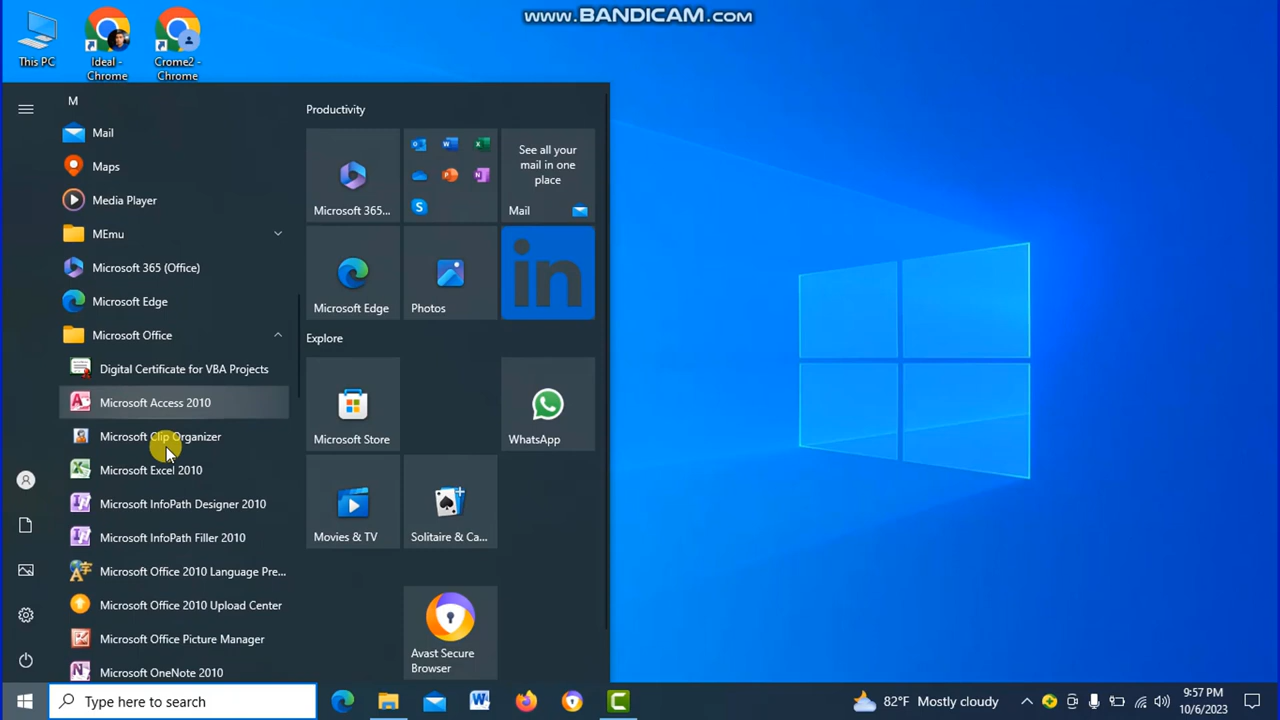 www.BANDICAM.com
This PC
Ideal -
Chrome
Crome2 -
Chrome
M
Mail
Maps
Media Player
MEmu
Microsoft 365 (Office)
Microsoft Edge
Microsoft Office
Digital Certificate for VBA Projects
Microsoft Access 2010
Microsoft Clip Organizer
Microsoft Excel 2010
Microsoft InfoPath Designer 2010
Microsoft InfoPath Filler 2010
Microsoft Office 2010 Language Pre...
Microsoft Office 2010 Upload Center
Microsoft Office Picture Manager
Microsoft OneNote 2010
Productivity
Microsoft 365...
See all your
mail in one
place
Mail
Microsoft Edge
Photos
in
Explore
Microsoft Store
WhatsApp
Movies & TV
Solitaire & Ca...
Avast Secure
Browser
Type here to search
82°F Mostly cloudy
9:57 PM
10/6/2023